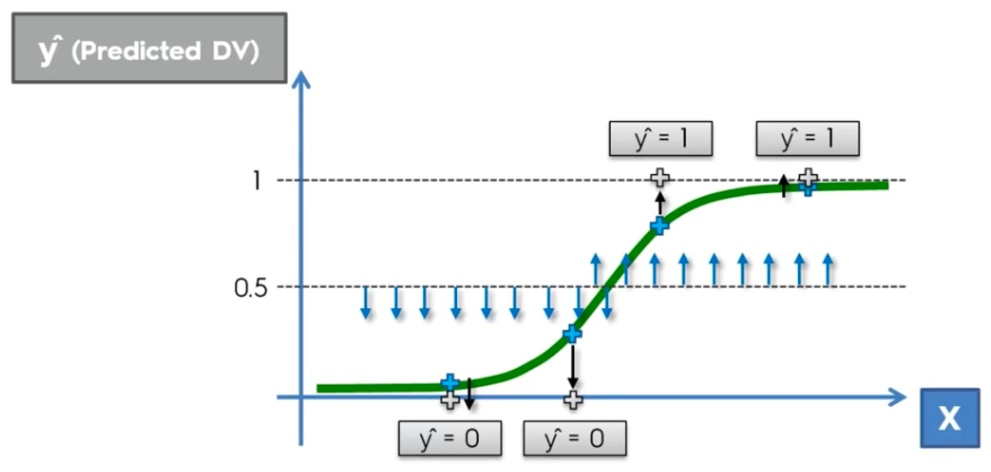 ŷ (Predicted DV)
ŷ = 1
ŷ = 1
1
0.5
ŷ = 0
ŷ = 0
X